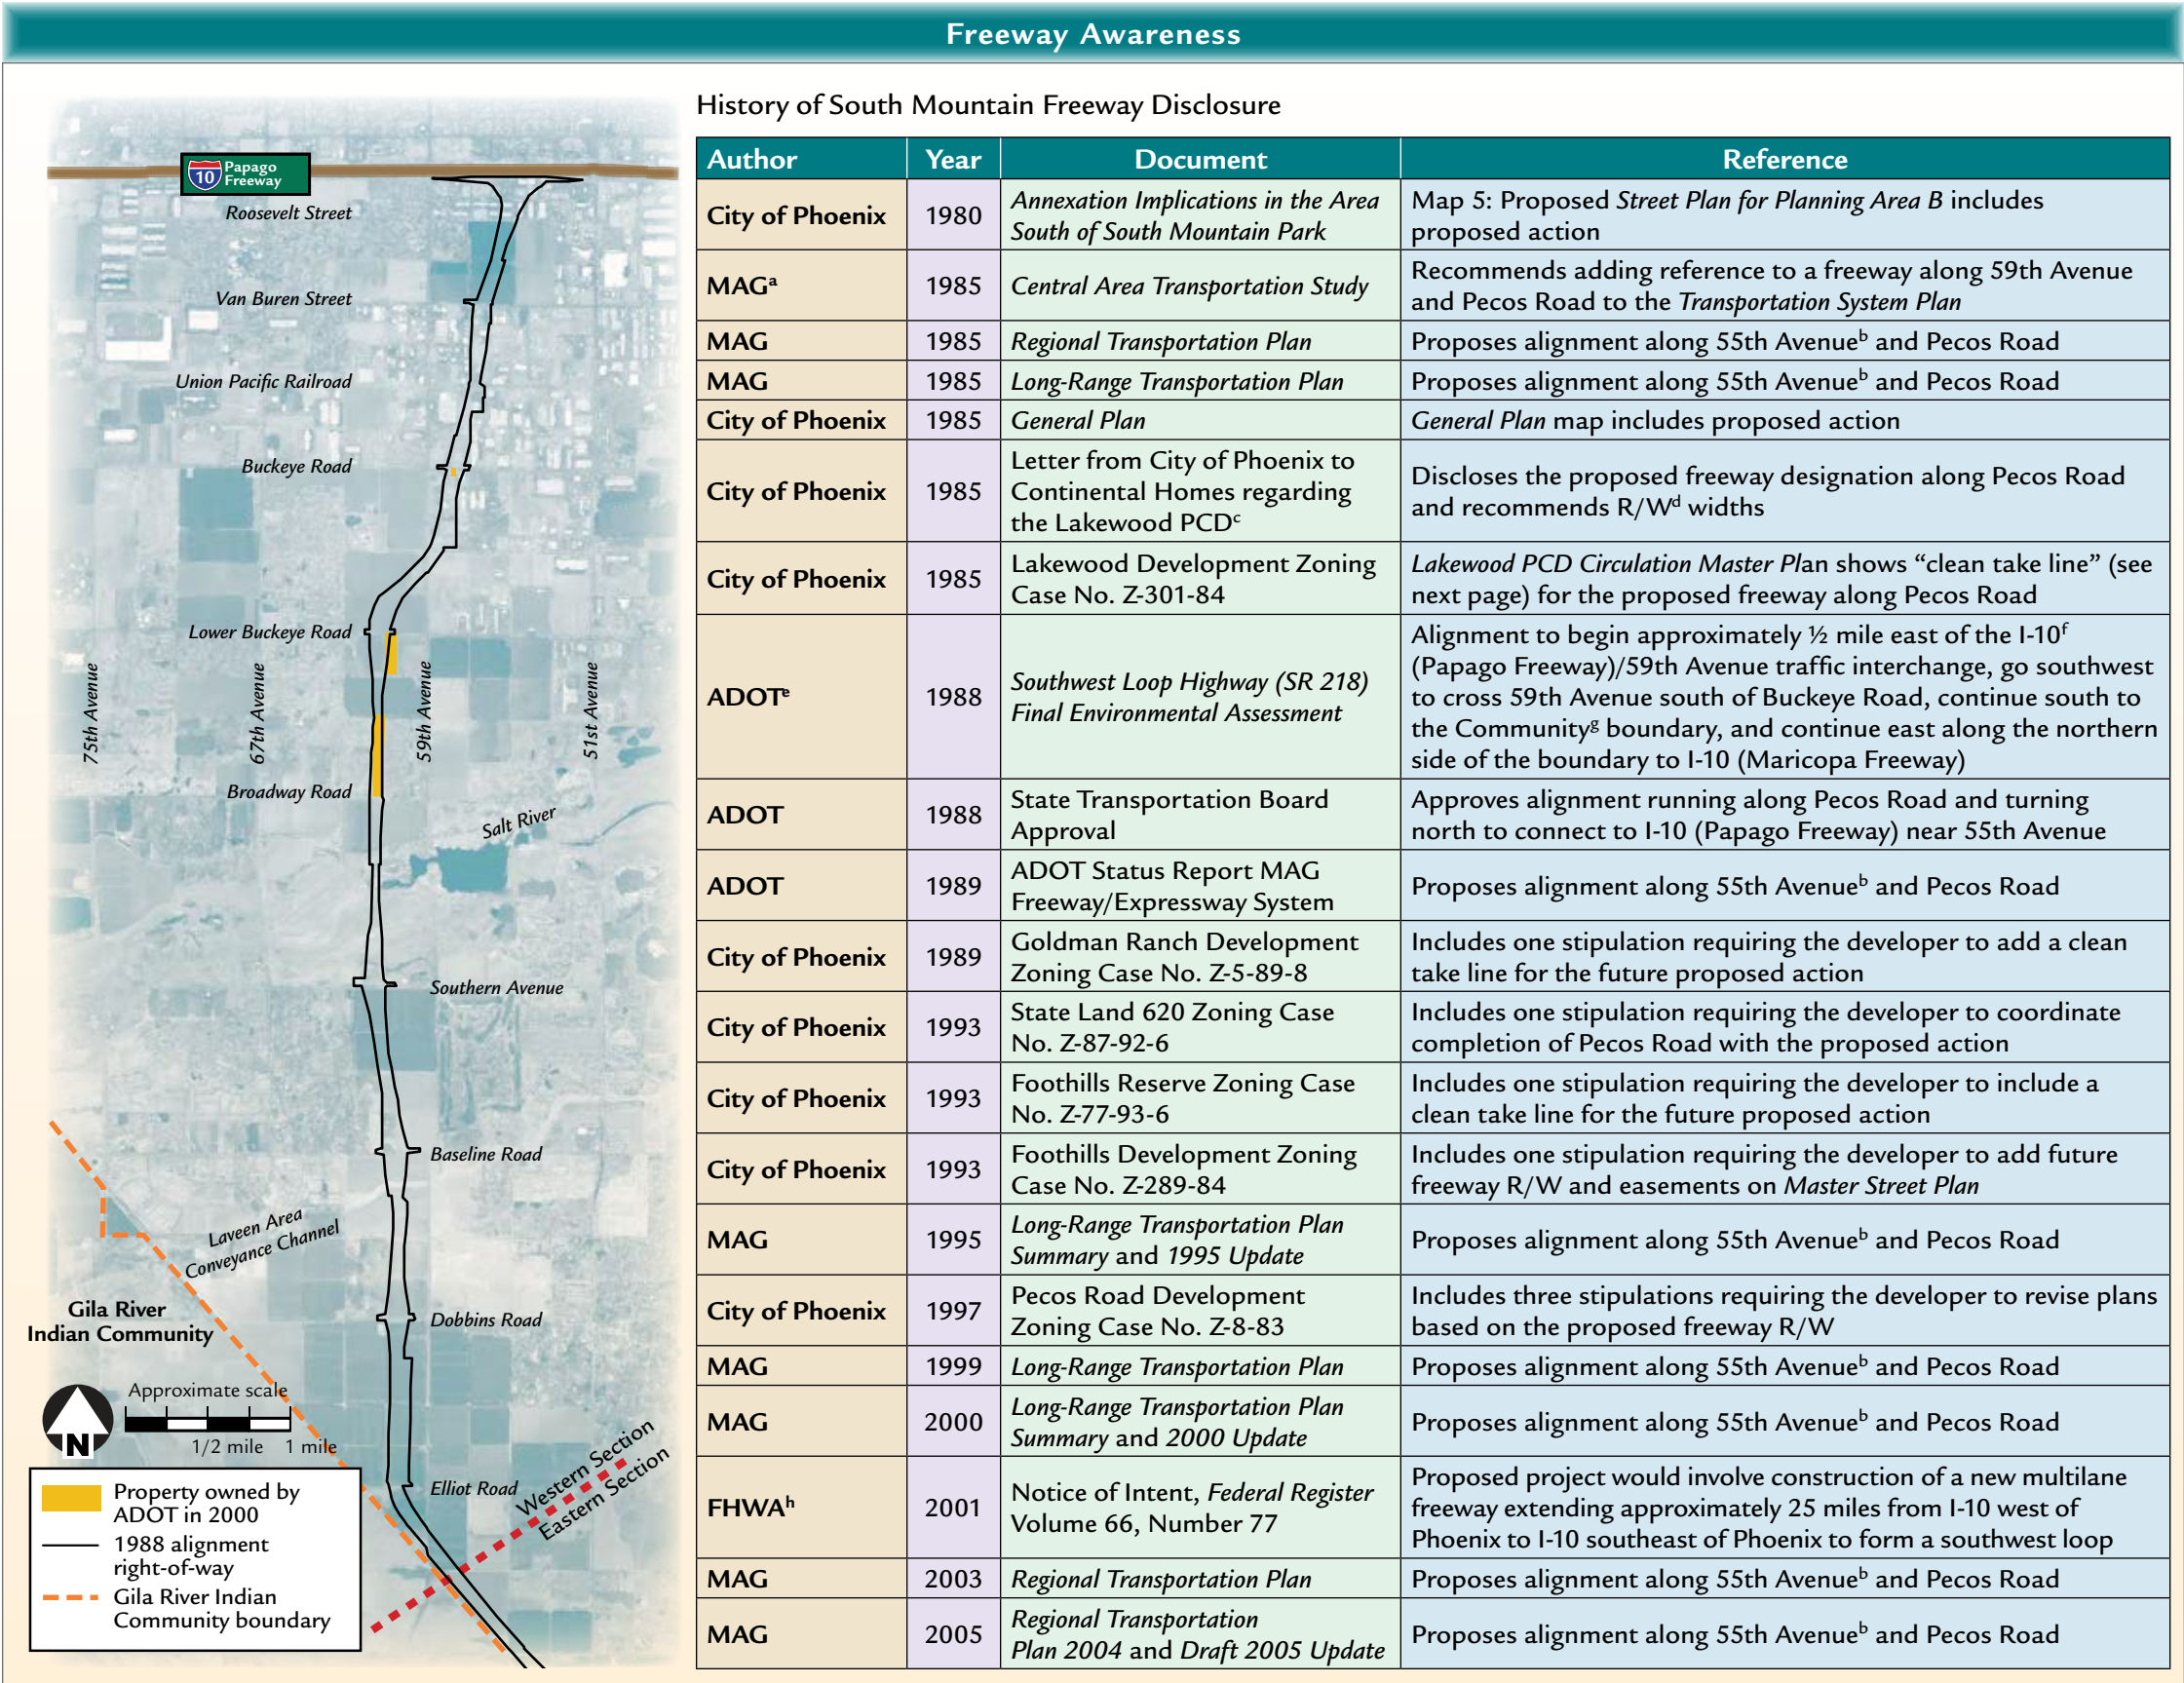 Freeway Awareness
10
Papago
Freeway
Roosevelt Street
Van Buren Street
Union Pacific Railroad
Buckeye Road
Lower Buckeye Road
75th Avenue
67th Avenue
59th Avenue
51st Avenue
Broadway Road
Salt River
Southern Avenue
Baseline Road
Laveen Area
Conveyance Channel
Gila River
Indian Community
Dobbins Road
Approximate scale
N
1/2 mile 1 mile
Elliot Road
Western Section
Eastern Section
Property owned by
ADOT in 2000
1988 alignment
right-of-way
Gila River Indian
Community boundary
History of South Mountain Freeway Disclosure
Author Year Document Reference
City of Phoenix 1980
Annexation Implications in the Area
South of South Mountain Park
Map 5: Proposed Street Plan for Planning Area B includes
proposed action
MAGᵃ 1985 Central Area Transportation Study
Recommends adding reference to a freeway along 59th Avenue
and Pecos Road to the Transportation System Plan
MAG 1985 Regional Transportation Plan Proposes alignment along 55th Avenueᵇ and Pecos Road
MAG 1985 Long-Range Transportation Plan Proposes alignment along 55th Avenueᵇ and Pecos Road
City of Phoenix 1985 General Plan General Plan map includes proposed action
City of Phoenix 1985
Letter from City of Phoenix to
Continental Homes regarding
the Lakewood PCDᶜ
Discloses the proposed freeway designation along Pecos Road
and recommends R/Wᵈ widths
City of Phoenix 1985
Lakewood Development Zoning
Case No. Z-301-84
Lakewood PCD Circulation Master Plan shows “clean take line” (see
next page) for the proposed freeway along Pecos Road
ADOTᵉ 1988
Southwest Loop Highway (SR 218)
Final Environmental Assessment
Alignment to begin approximately ½ mile east of the I-10ᶠ
(Papago Freeway)/59th Avenue traffic interchange, go southwest
to cross 59th Avenue south of Buckeye Road, continue south to
the Communityᵍ boundary, and continue east along the northern
side of the boundary to I-10 (Maricopa Freeway)
ADOT 1988
State Transportation Board
Approval
Approves alignment running along Pecos Road and turning
north to connect to I-10 (Papago Freeway) near 55th Avenue
ADOT 1989
ADOT Status Report MAG
Freeway/Expressway System
Proposes alignment along 55th Avenueᵇ and Pecos Road
City of Phoenix 1989
Goldman Ranch Development
Zoning Case No. Z-5-89-8
Includes one stipulation requiring the developer to add a clean
take line for the future proposed action
City of Phoenix 1993
State Land 620 Zoning Case
No. Z-87-92-6
Includes one stipulation requiring the developer to coordinate
completion of Pecos Road with the proposed action
City of Phoenix 1993
Foothills Reserve Zoning Case
No. Z-77-93-6
Includes one stipulation requiring the developer to include a
clean take line for the future proposed action
City of Phoenix 1993
Foothills Development Zoning
Case No. Z-289-84
Includes one stipulation requiring the developer to add future
freeway R/W and easements on Master Street Plan
MAG 1995
Long-Range Transportation Plan
Summary and 1995 Update
Proposes alignment along 55th Avenueᵇ and Pecos Road
City of Phoenix 1997
Pecos Road Development
Zoning Case No. Z-8-83
Includes three stipulations requiring the developer to revise plans
based on the proposed freeway R/W
MAG 1999 Long-Range Transportation Plan Proposes alignment along 55th Avenueᵇ and Pecos Road
MAG 2000
Long-Range Transportation Plan
Summary and 2000 Update
Proposes alignment along 55th Avenueᵇ and Pecos Road
FHWAʰ 2001
Notice of Intent, Federal Register
Volume 66, Number 77
Proposed project would involve construction of a new multilane
freeway extending approximately 25 miles from I-10 west of
Phoenix to I-10 southeast of Phoenix to form a southwest loop
MAG 2003 Regional Transportation Plan Proposes alignment along 55th Avenueᵇ and Pecos Road
MAG 2005
Regional Transportation
Plan 2004 and Draft 2005 Update
Proposes alignment along 55th Avenueᵇ and Pecos Road